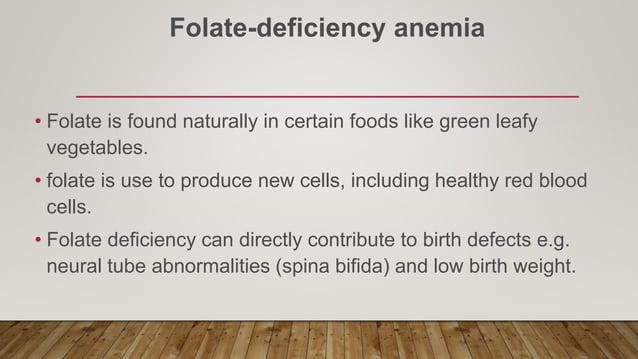 Folate-deficiency anemia
• Folate is found naturally in certain foods like green leafy
vegetables.
• folate is use to produce new cells, including healthy red blood
cells.
• Folate deficiency can directly contribute to birth defects e.g.
neural tube abnormalities (spina bifida) and low birth weight.